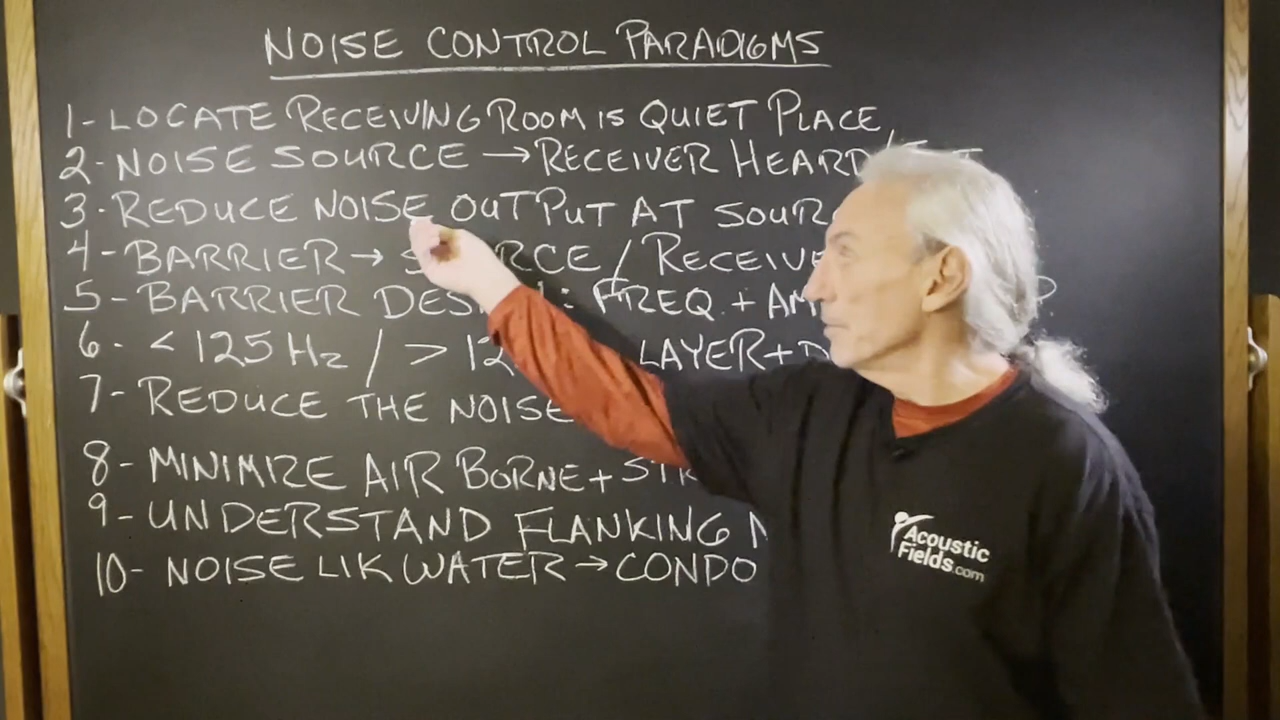 NOISE CONTROL PARADIGMS
1- LOCATE RECEIVING ROOM IS QUIET PLACE,
2- NOISE SOURCE → RECEIVER HEARD/
3- REDUCE NOISE OUTPUT AT SOUR
4- BARRIER → S RCE / RECEIVE
5- BARRIER DES : FREQ. + AM P
6- < 125 Hz / > 12 LAYER + D
7- REDUCE THE NOISE
8- MINIMIZE AIR BORNE + STR
9- UNDERSTAND FLANKING N
10- NOISE LIK WATER → CONDO
Acoustic
Fields.com